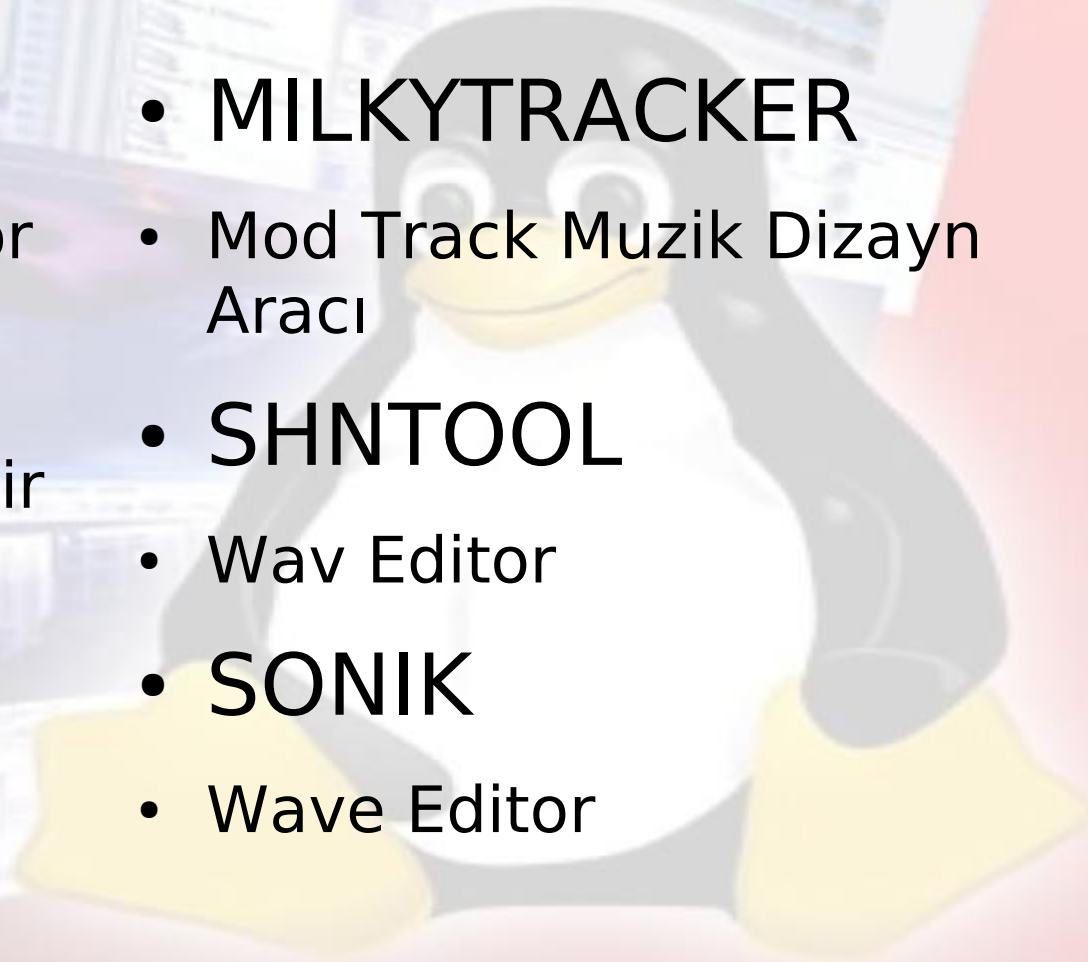 • MILKYTRACKER
• Mod Track Muzik Dizayn
Aracı
• SHNTOOL
• Wav Editor
• SONIK
• Wave Editor